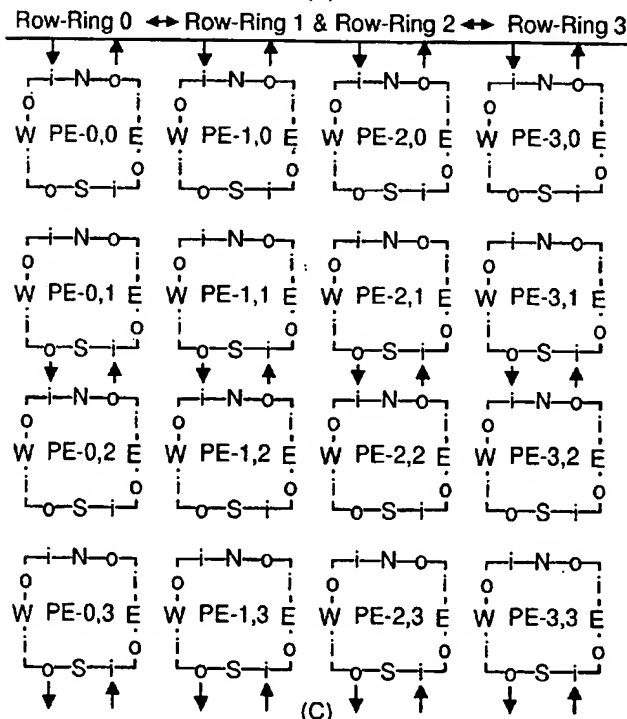 Row-Ring 0 ↔ Row-Ring 1 & Row-Ring 2 ↔ Row-Ring 3
i N o i N o i N o i N o
o i o i o i o i
W PE-0,0 E W PE-1,0 E W PE-2,0 E W PE-3,0 E
i o i o i o i o
o S i o S i o S i o S i
i N o i N o i N o i N o
o i o i o i o i
W PE-0,1 E W PE-1,1 E W PE-2,1 E W PE-3,1 E
i o i o i o i o
o S i o S i o S i o S i
i N o i N o i N o i N o
o i o i o i o i
W PE-0,2 E W PE-1,2 E W PE-2,2 E W PE-3,2 E
i o i o i o i o
o S i o S i o S i o S i
i N o i N o i N o i N o
o i o i o i o i
W PE-0,3 E W PE-1,3 E W PE-2,3 E W PE-3,3 E
i o i o i o i o
o S i o S i o S i o S i
(C)